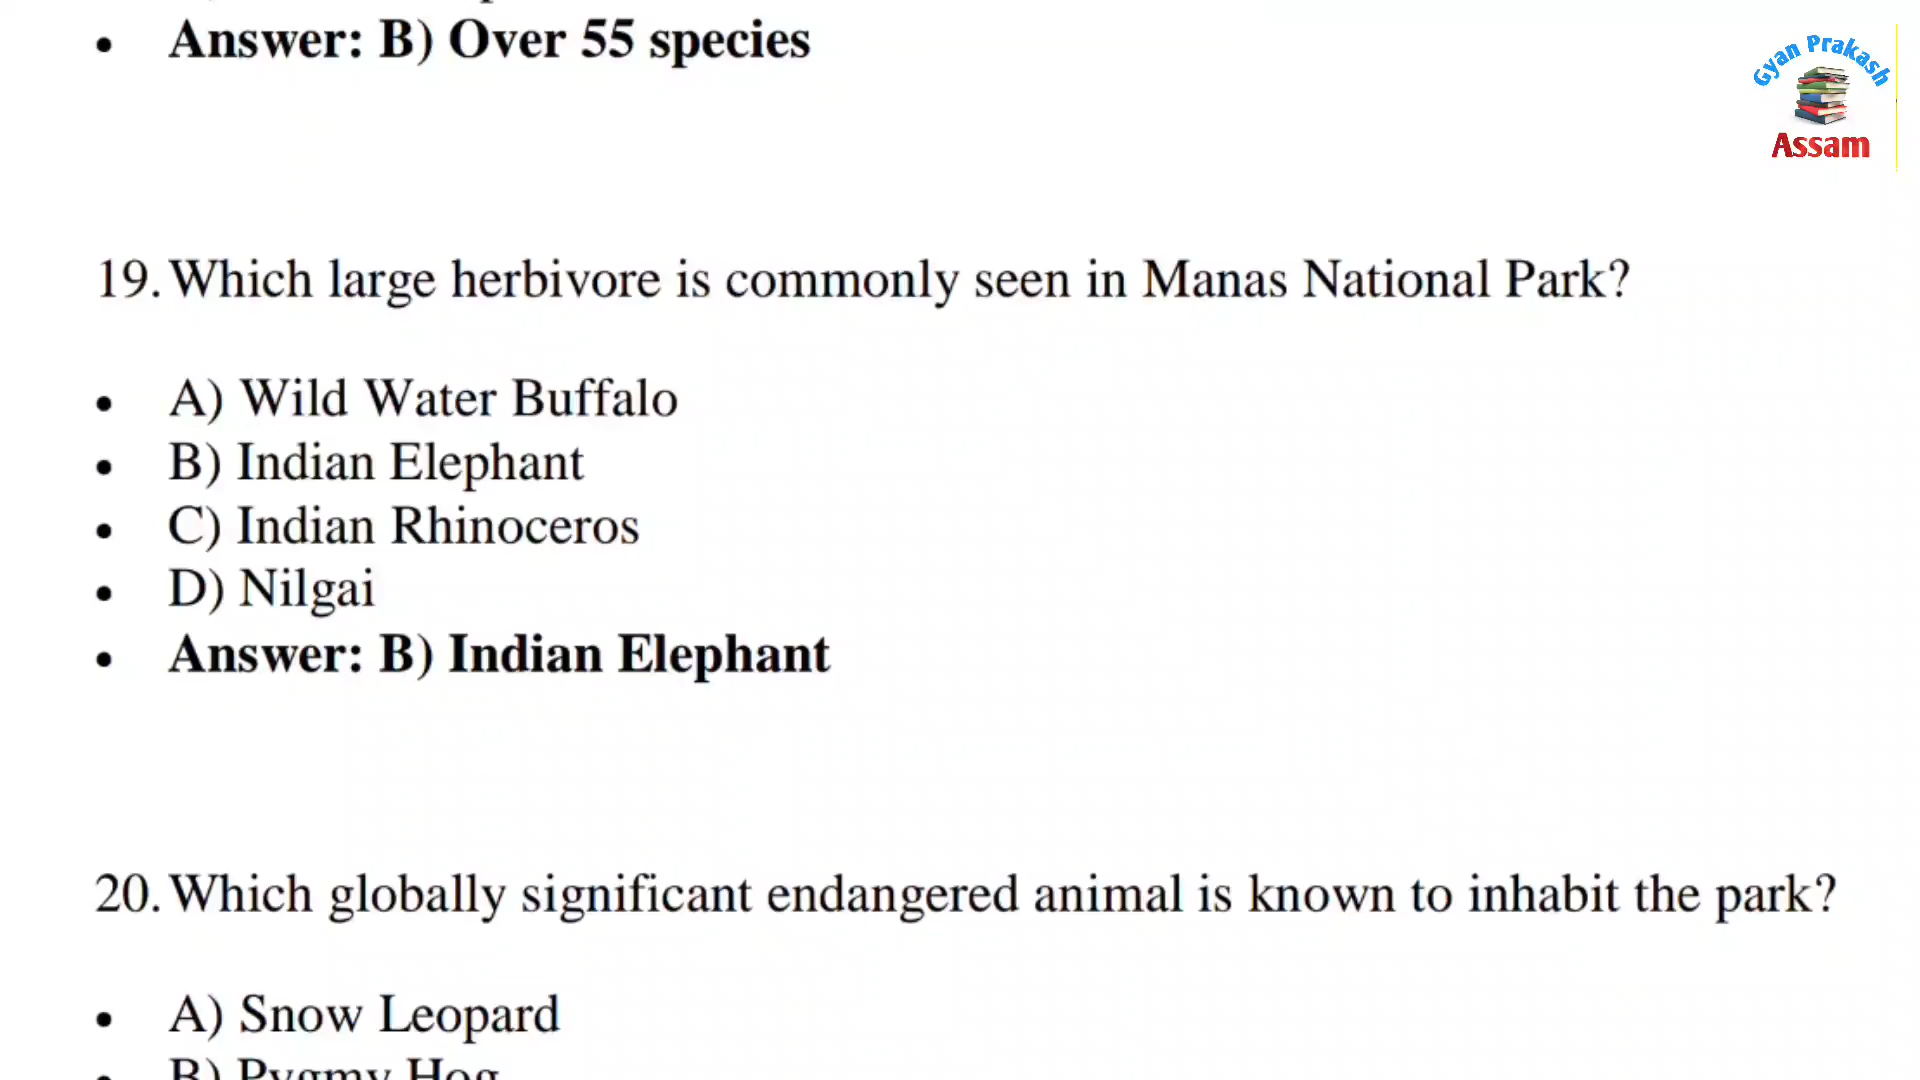 • Answer: B) Over 55 species
Gyan Prakash
Assam
19. Which large herbivore is commonly seen in Manas National Park?
• A) Wild Water Buffalo
• B) Indian Elephant
• C) Indian Rhinoceros
• D) Nilgai
• Answer: B) Indian Elephant
20. Which globally significant endangered animal is known to inhabit the park?
• A) Snow Leopard
• B) Pygmy Hog